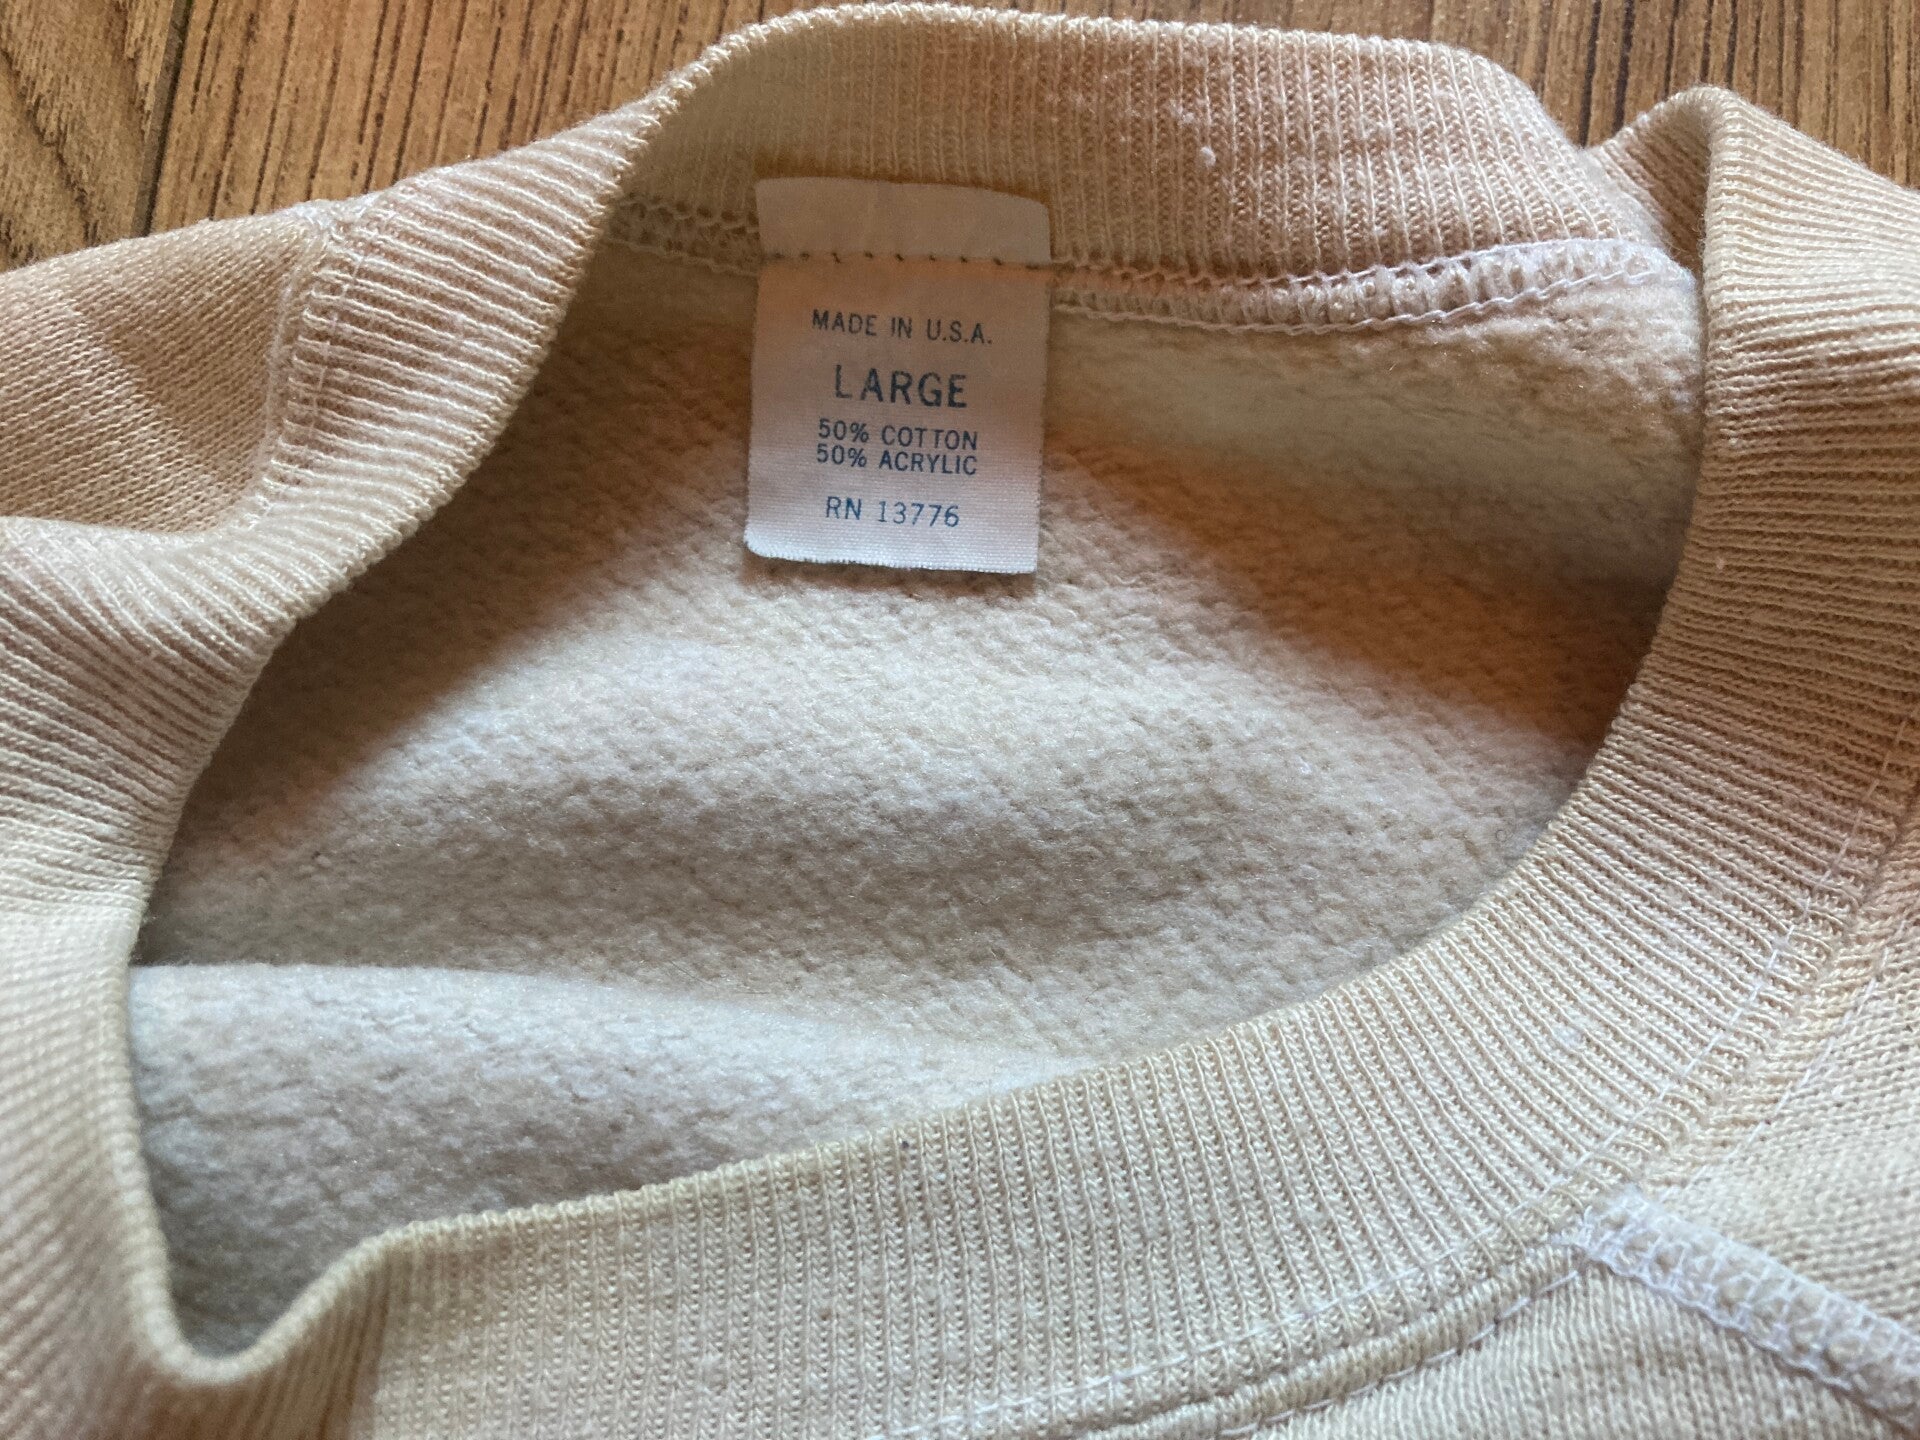 MADE IN U.S.A.
LARGE
50% COTTON
50% ACRYLIC
RN 13776